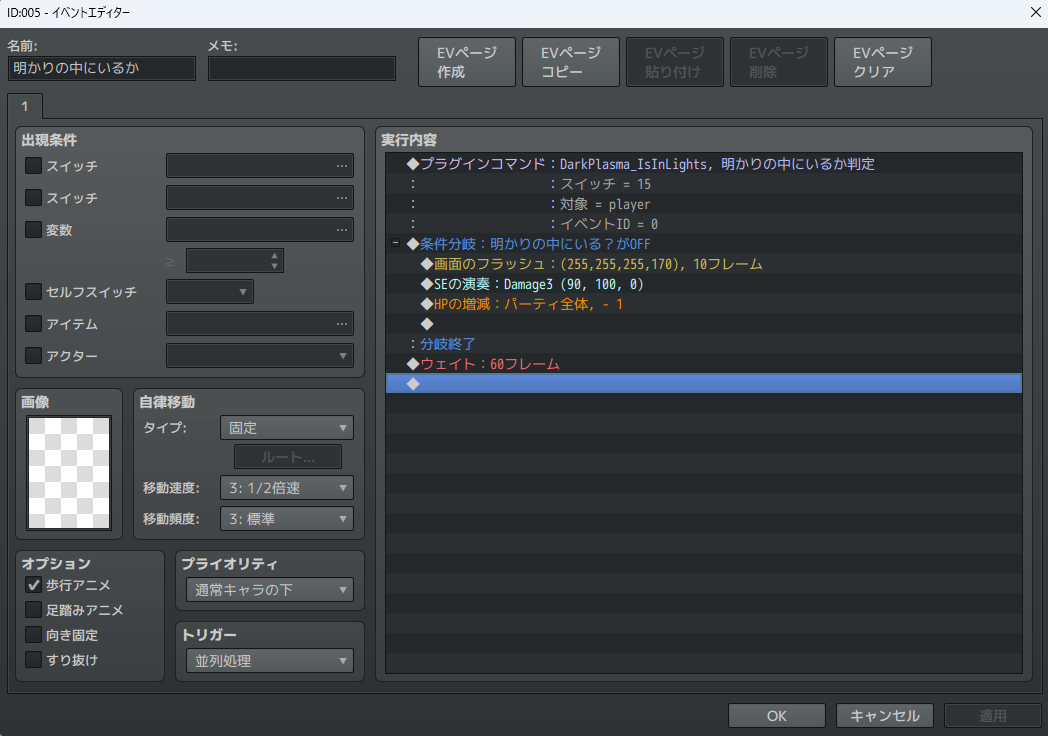 ID:005 - イベントエディター
名前:
メモ:
明かりの中にいるか
EVページ
作成
EVページ
コピー
EVページ
貼り付け
EVページ
削除
EVページ
クリア
1
出現条件
スイッチ
...
スイッチ
...
変数
...
≥
セルフスイッチ
アイテム
...
アクター
画像
自律移動
タイプ:
固定
ルート...
移動速度:
3: 1/2倍速
移動頻度:
3: 標準
オプション
歩行アニメ
足踏みアニメ
向き固定
すり抜け
プライオリティ
通常キャラの下
トリガー
並列処理
実行内容
◆プラグインコマンド：DarkPlasma_IsInLights, 明かりの中にいるか判定
：　　　　　　　　　：スイッチ = 15
：　　　　　　　　　：対象 = player
：　　　　　　　　　：イベントID = 0
◆条件分岐：明かりの中にいる？がOFF
◆画面のフラッシュ：(255,255,255,170), 10フレーム
◆SEの演奏：Damage3 (90, 100, 0)
◆HPの増減：パーティ全体, - 1
◆
：分岐終了
◆ウェイト：60フレーム
◆
OK
キャンセル
適用